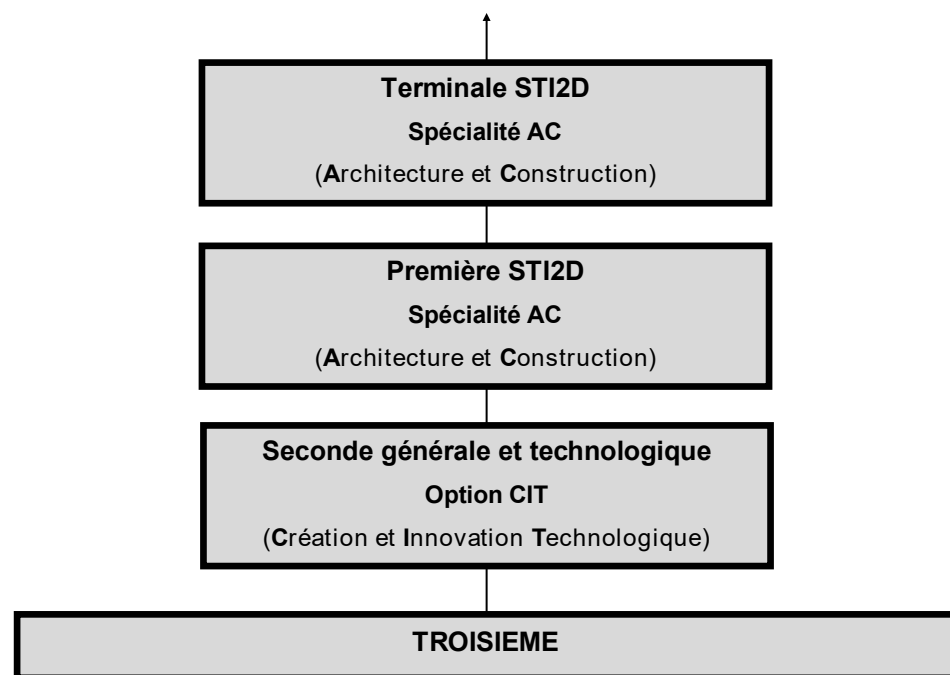 Terminale STI2D
Spécialité AC
(Architecture et Construction)
Première STI2D
Spécialité AC
(Architecture et Construction)
Seconde générale et technologique
Option CIT
(Création et Innovation Technologique)
TROISIEME